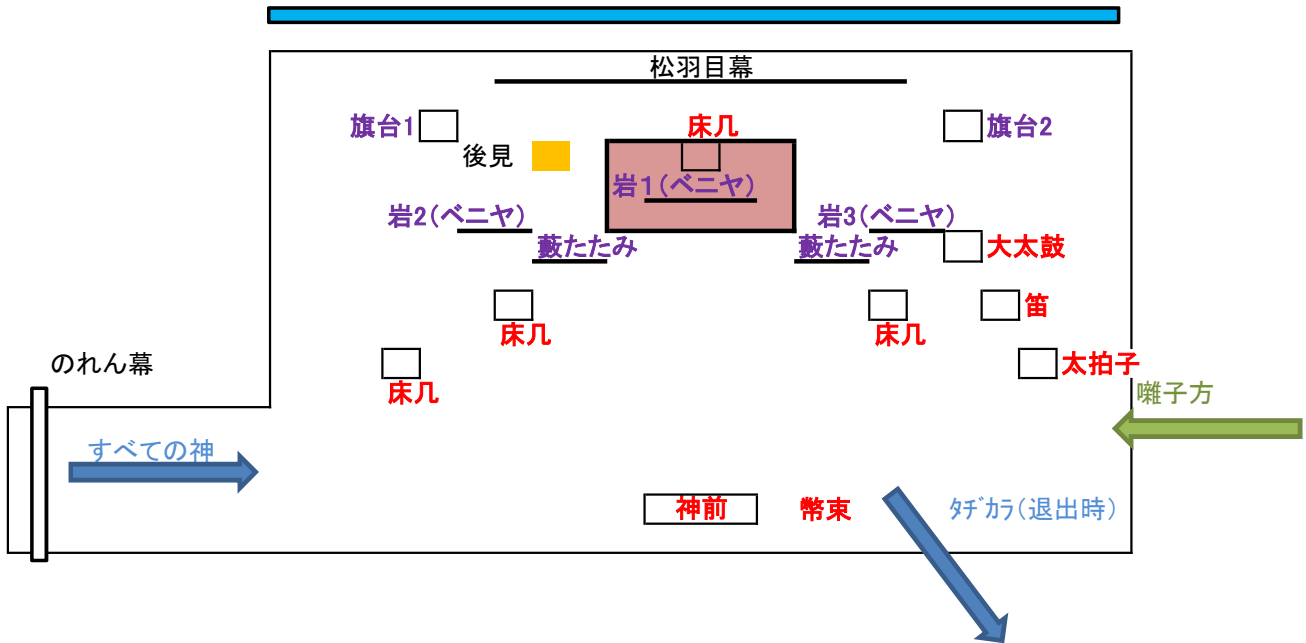 松羽目幕
旗台1
床几
旗台2
後見
岩１(ベニヤ)
岩2(ベニヤ)
岩3(ベニヤ)
藪たたみ
藪たたみ
大太鼓
床几
床几
笛
のれん幕
床几
太拍子
囃子方
すべての神
神前
幣束
ﾀﾁﾞｶﾗ(退出時)